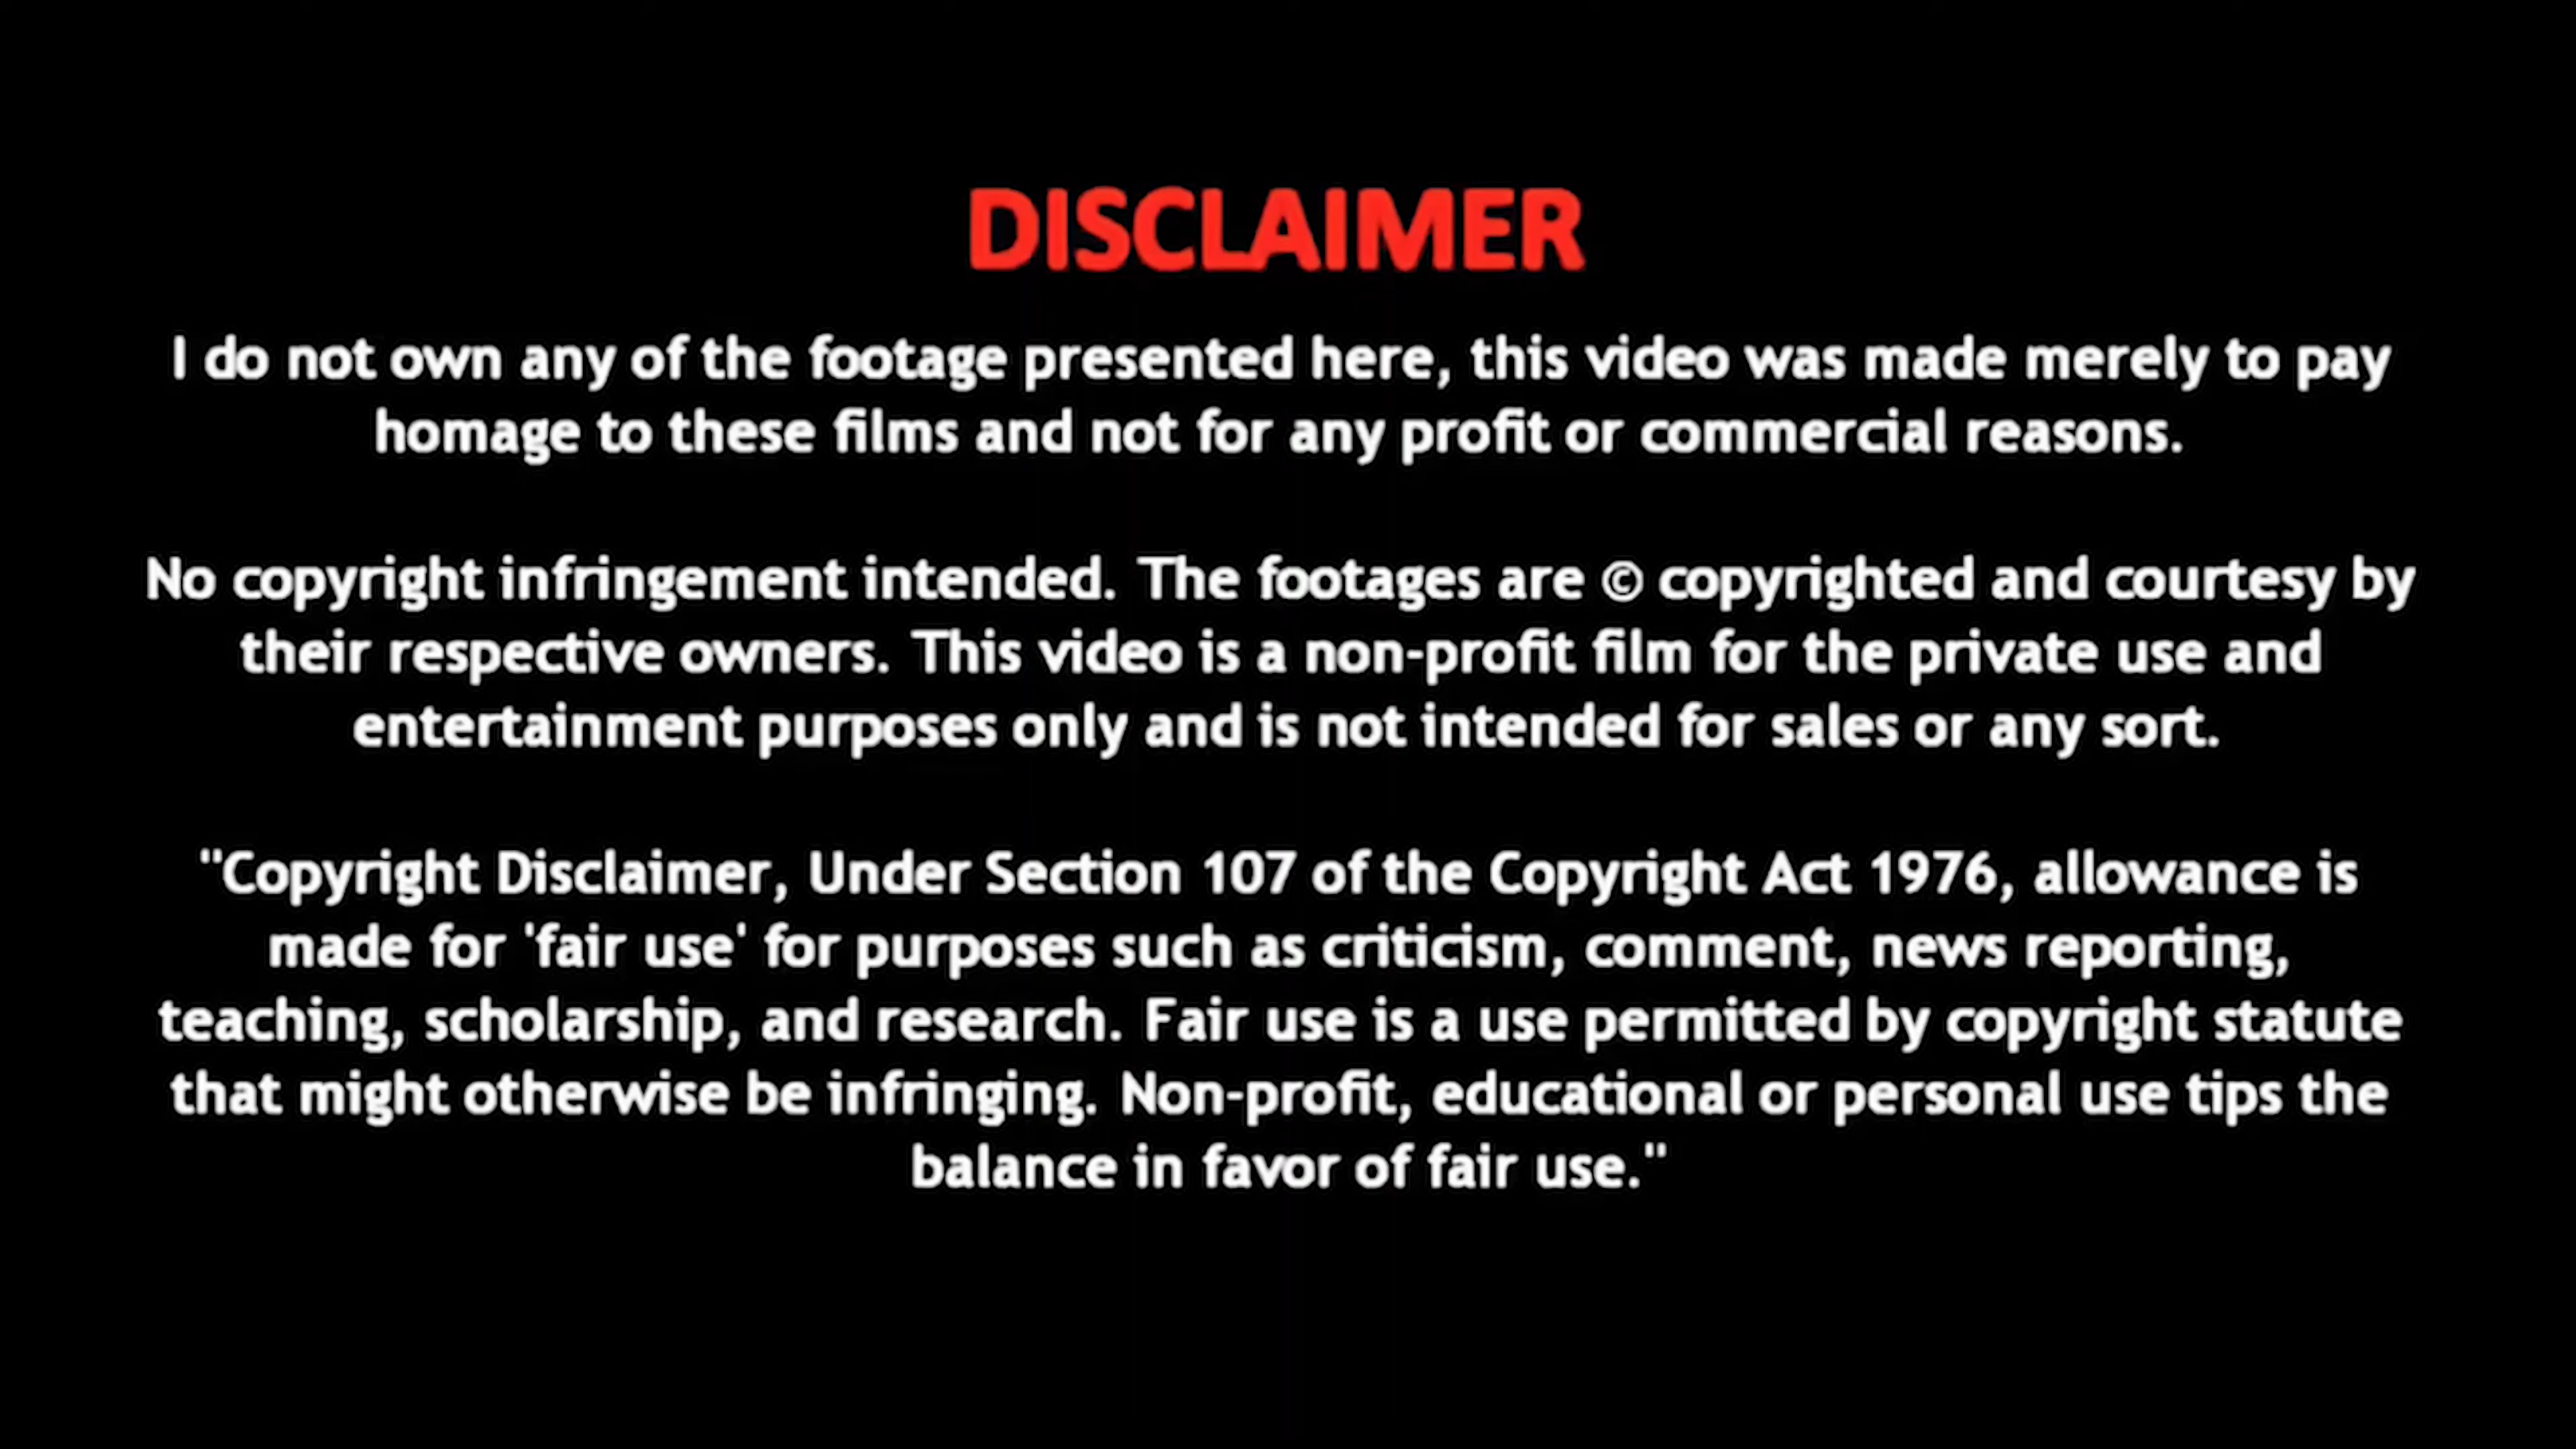 DISCLAIMER
I do not own any of the footage presented here, this video was made merely to pay
homage to these films and not for any profit or commercial reasons.
No copyright infringement intended. The footages are © copyrighted and courtesy by
their respective owners. This video is a non-profit film for the private use and
entertainment purposes only and is not intended for sales or any sort.
"Copyright Disclaimer, Under Section 107 of the Copyright Act 1976, allowance is
made for 'fair use' for purposes such as criticism, comment, news reporting,
teaching, scholarship, and research. Fair use is a use permitted by copyright statute
that might otherwise be infringing. Non-profit, educational or personal use tips the
balance in favor of fair use."